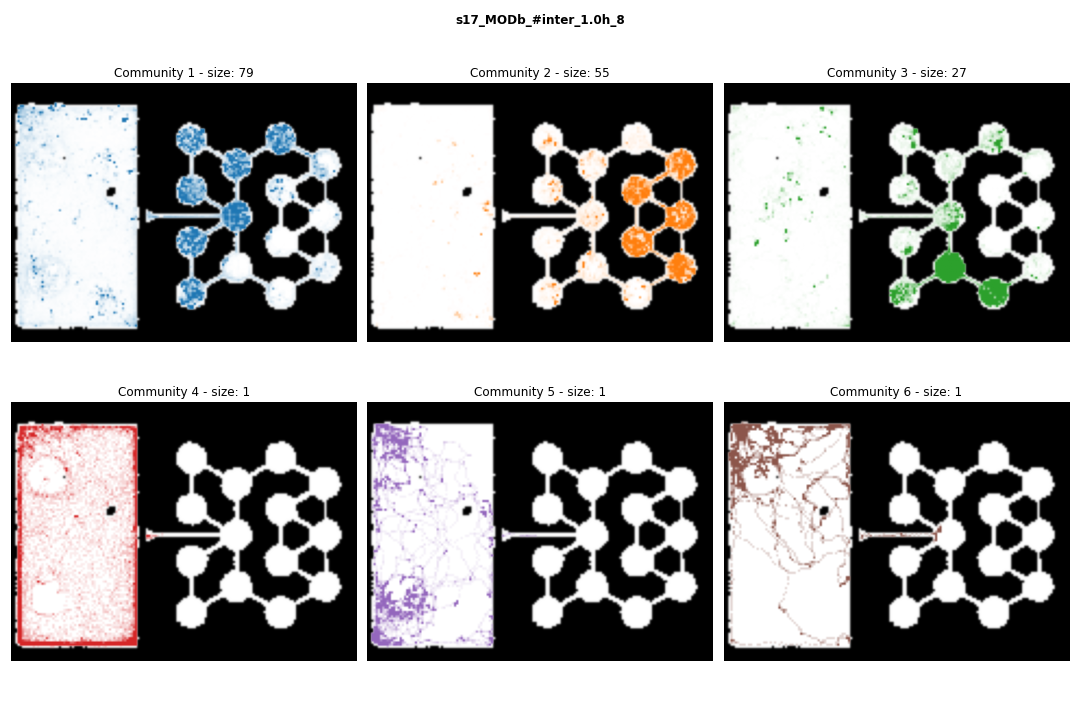 s17_MODb_#inter_1.0h_8
Community 1 - size: 79
Community 2 - size: 55
Community 3 - size: 27
Community 4 - size: 1
Community 5 - size: 1
Community 6 - size: 1